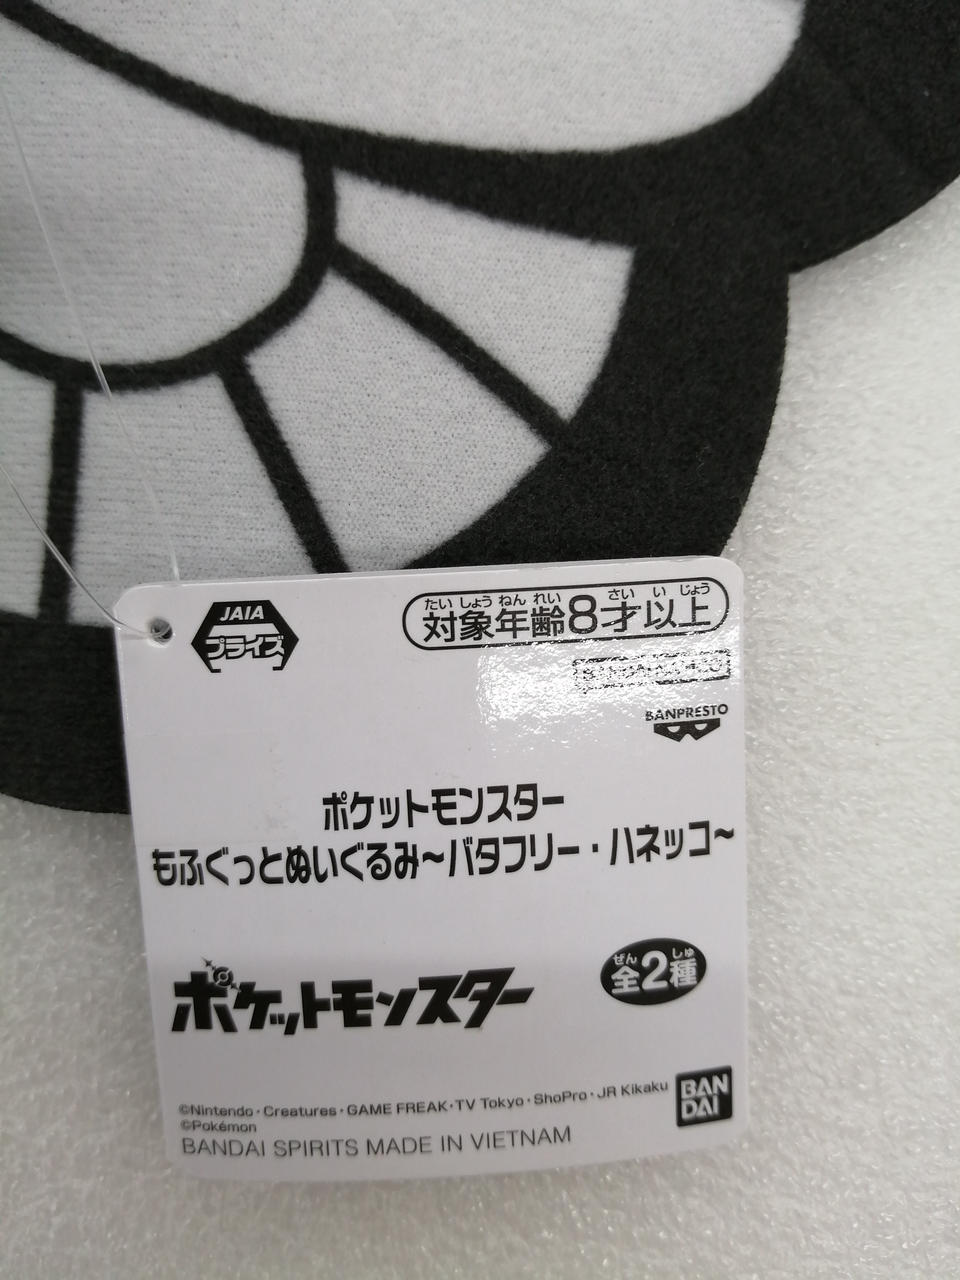 JAIA
プライズ
たいしょうねんれい さい いじょう
対象年齢8才以上
BANPRESTO
ポケットモンスター
もふぐっとぬいぐるみ~バタフリー・ハネッコ~
ポケットモンスター
ぜん しゅ
全2種
©Nintendo・Creatures・GAME FREAK・TV Tokyo・ShoPro・JR Kikaku
©Pokémon
BANDAI SPIRITS MADE IN VIETNAM
BAN
DAI